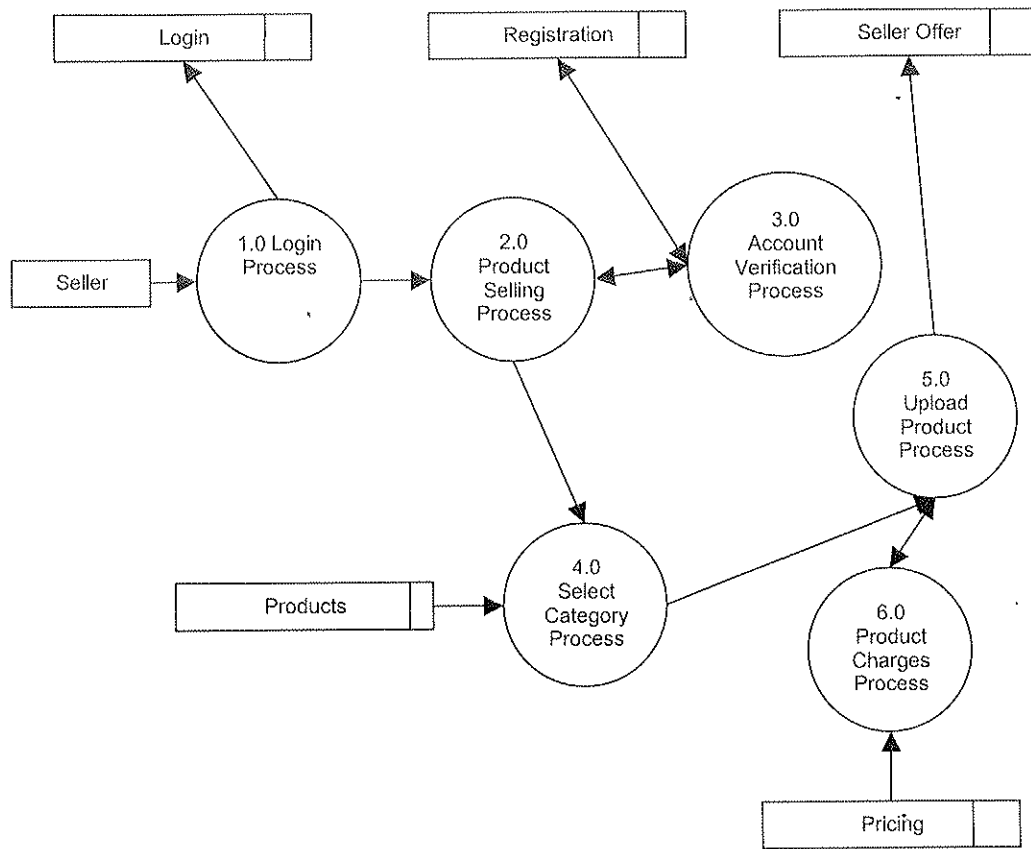 Login
Registration
Seller Offer
1.0 Login
Process
2.0
Product
Selling
Process
3.0
Account
Verification
Process
Seller
5.0
Upload
Product
Process
4.0
Select
Category
Process
Products
6.0
Product
Charges
Process
Pricing